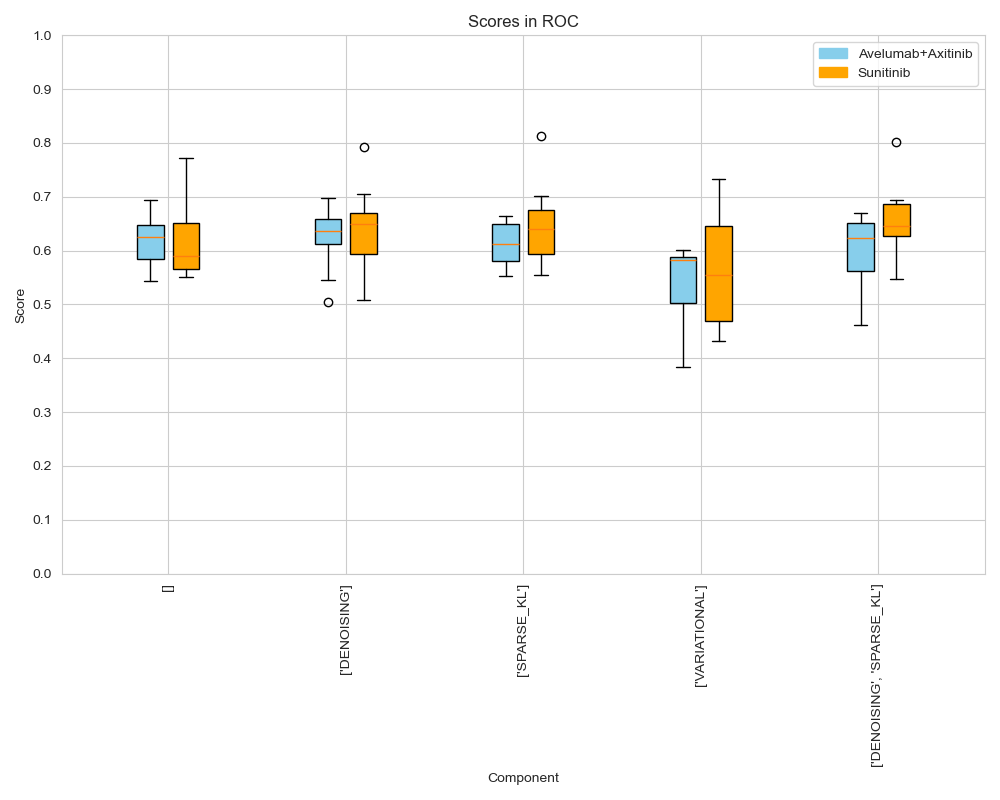 Scores in ROC
Avelumab+Axitinib
Sunitinib
1.0
0.9
0.8
0.7
0.6
0.5
0.4
0.3
0.2
0.1
0.0
Score
[]
['DENOISING']
['SPARSE_KL']
['VARIATIONAL']
['DENOISING', 'SPARSE_KL']
Component